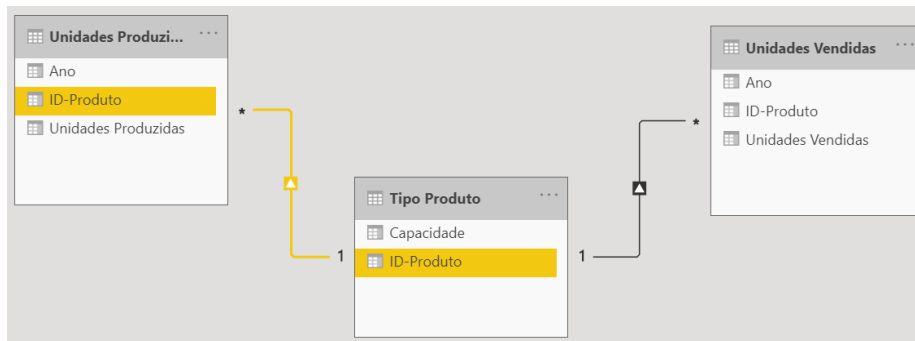 Unidades Produzi... ...
Ano
ID-Produto
Unidades Produzidas
*
1
Tipo Produto ...
Capacidade
ID-Produto
1
*
Unidades Vendidas ...
Ano
ID-Produto
Unidades Vendidas